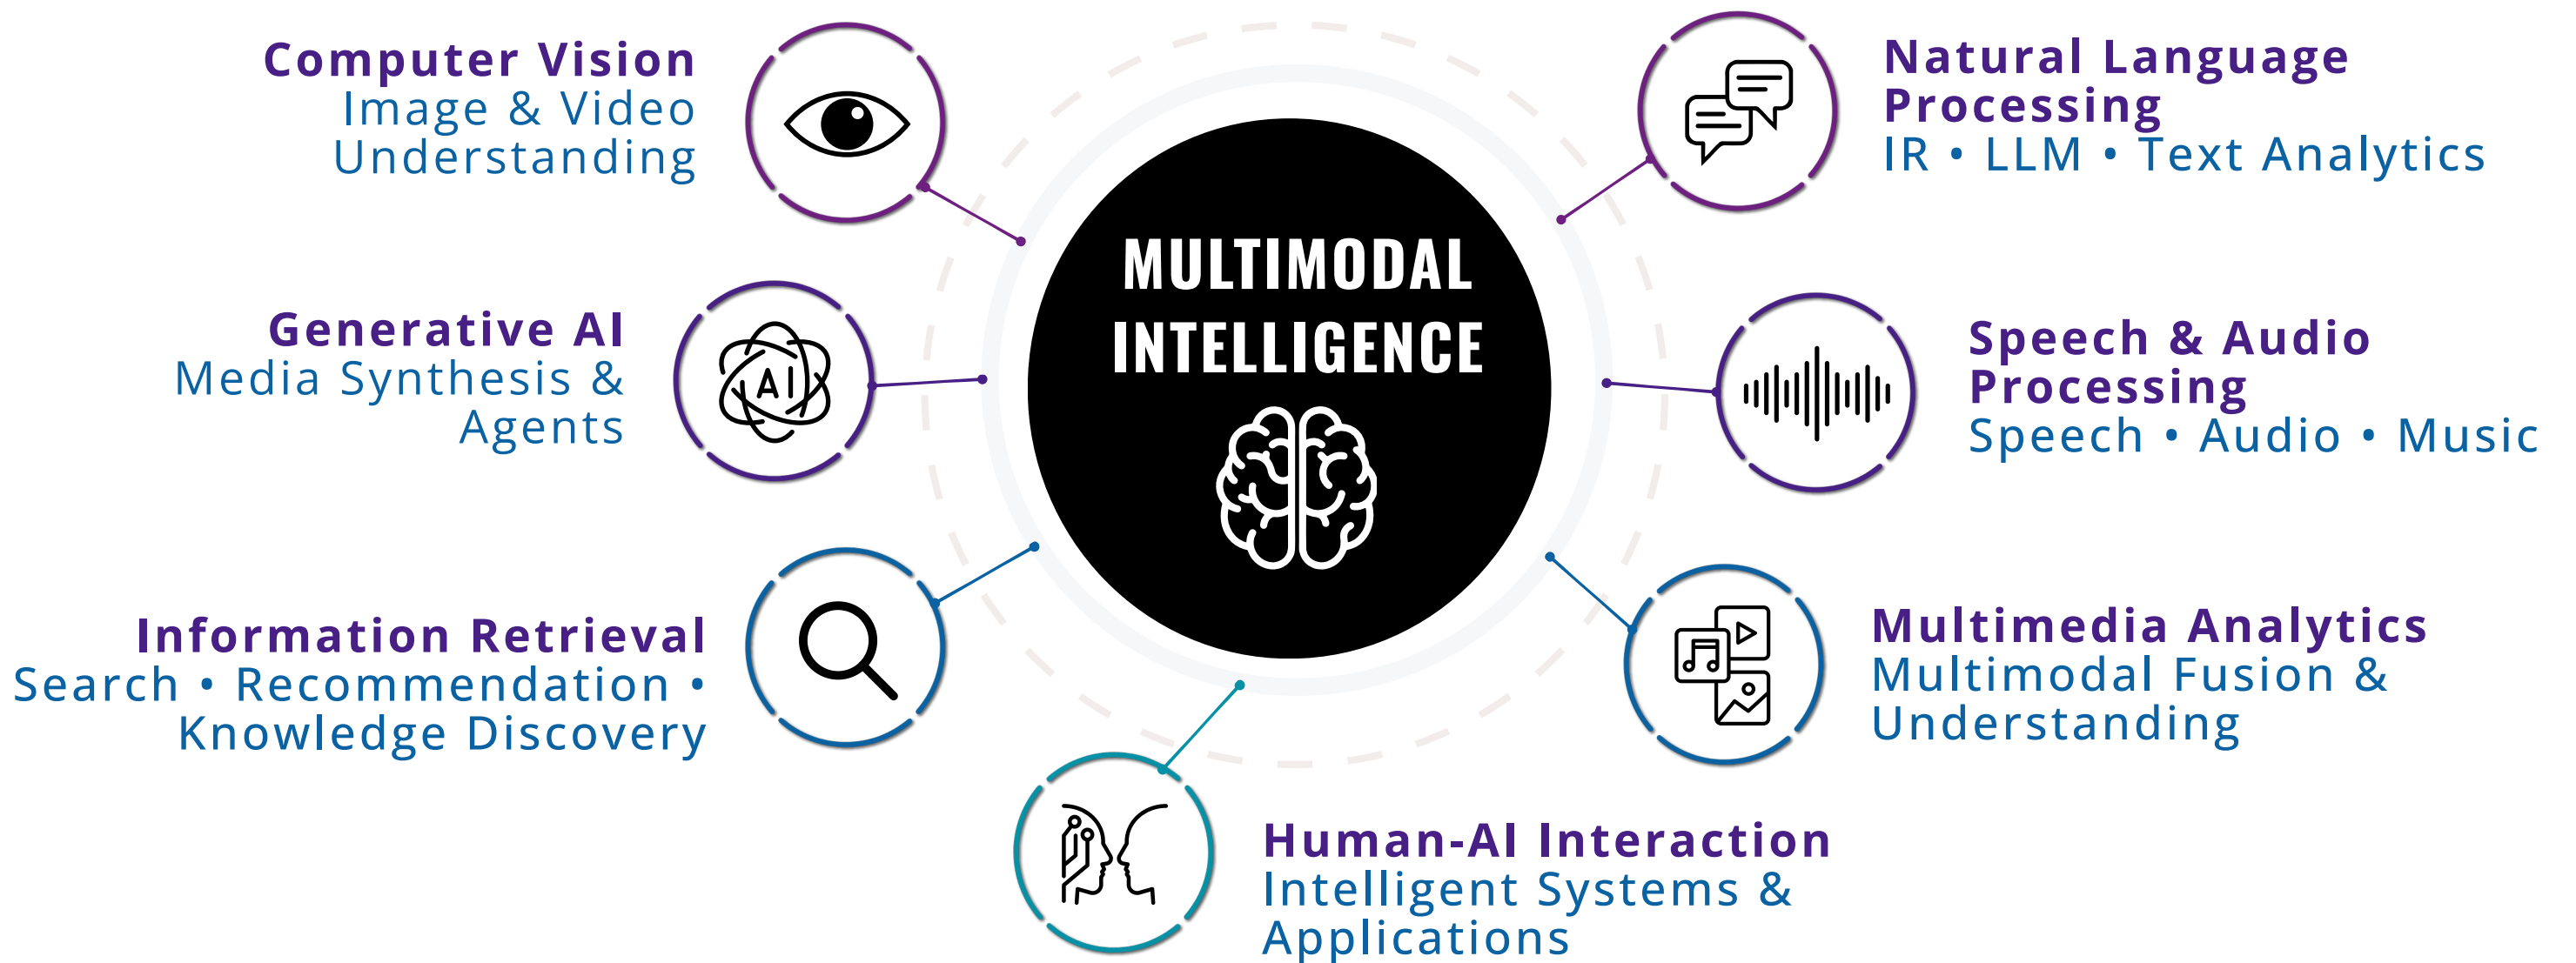 Computer Vision
Image & Video
Understanding
Generative AI
Media Synthesis &
Agents
Information Retrieval
Search • Recommendation •
Knowledge Discovery
MULTIMODAL
INTELLIGENCE
AI
Natural Language
Processing
IR • LLM • Text Analytics
Speech & Audio
Processing
Speech • Audio • Music
Multimedia Analytics
Multimodal Fusion &
Understanding
Human-AI Interaction
Intelligent Systems &
Applications